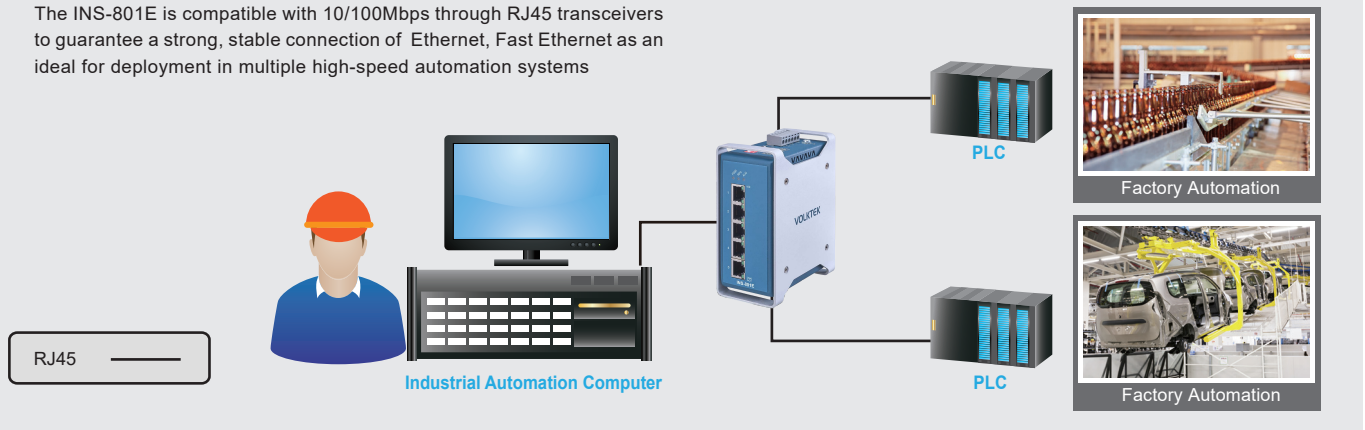 The INS-801E is compatible with 10/100Mbps through RJ45 transceivers
to guarantee a strong, stable connection of Ethernet, Fast Ethernet as an
ideal for deployment in multiple high-speed automation systems
PLC
Factory Automation
VOLKTEK
INS-801E
RJ45
Industrial Automation Computer
PLC
Factory Automation